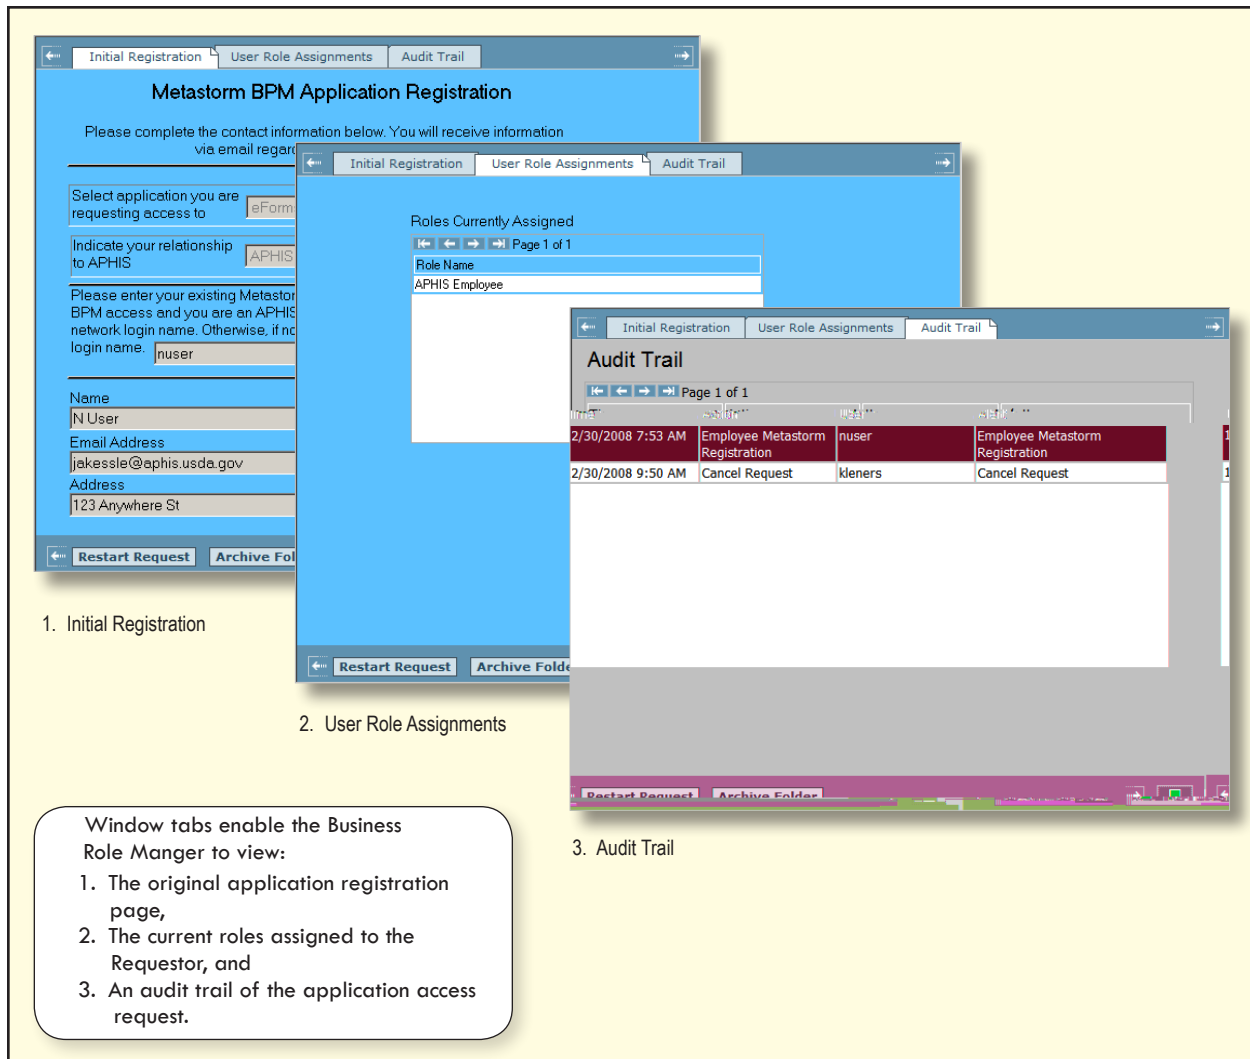 Initial Registration
User Role Assignments
Audit Trail
Metastorm BPM Application Registration
Please complete the contact information below. You will receive information
via email regard
Select application you are
requesting access to
eForm
Indicate your relationship
to APHIS
APHIS
Please enter your existing Metastor
BPM access and you are an APHIS
network login name. Otherwise, if no
login name.
nuser
Name
N User
Email Address
jakessle@aphis.usda.gov
Address
123 Anywhere St
Restart Request
Archive Fol
1. Initial Registration
Initial Registration
User Role Assignments
Audit Trail
Roles Currently Assigned
Page 1 of 1
Role Name
APHIS Employee
Restart Request
Archive Folde
2. User Role Assignments
Initial Registration
User Role Assignments
Audit Trail
Audit Trail
Page 1 of 1
2/30/2008 7:53 AM Employee Metastorm Registration nuser Employee Metastorm Registration
2/30/2008 9:50 AM Cancel Request kleners Cancel Request
Restart Request
Archive Folder
3. Audit Trail
Window tabs enable the Business
Role Manger to view:
1. The original application registration
page,
2. The current roles assigned to the
Requestor, and
3. An audit trail of the application access
request.